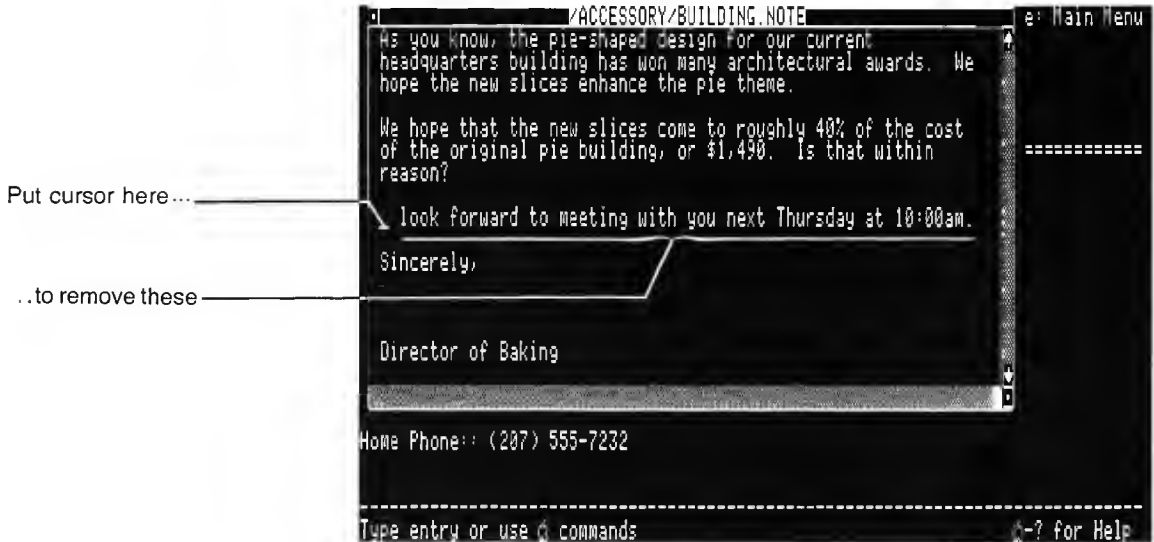 /ACCESSORY/BUILDING.NOTE
e: Main Menu
As you know, the pie-shaped design for our current
headquarters building has won many architectural awards.  We
hope the new slices enhance the pie theme.
We hope that the new slices come to roughly 40% of the cost
of the original pie building, or $1,490.  Is that within
reason?
============
Put cursor here...
look forward to meeting with you next Thursday at 10:00am.
Sincerely,
..to remove these
Director of Baking
Home Phone: (207) 555-7232
Type entry or use commands
-? for Help